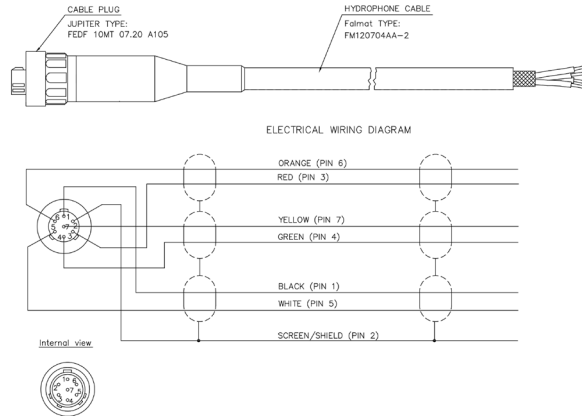 CABLE PLUG
JUPITER TYPE:
FEDF 10MT 07.20 A105
HYDROPHONE CABLE
Falmat TYPE:
FM120704AA-2
ELECTRICAL WIRING DIAGRAM
ORANGE (PIN 6)
RED (PIN 3)
YELLOW (PIN 7)
GREEN (PIN 4)
BLACK (PIN 1)
WHITE (PIN 5)
SCREEN/SHIELD (PIN 2)
Internal view